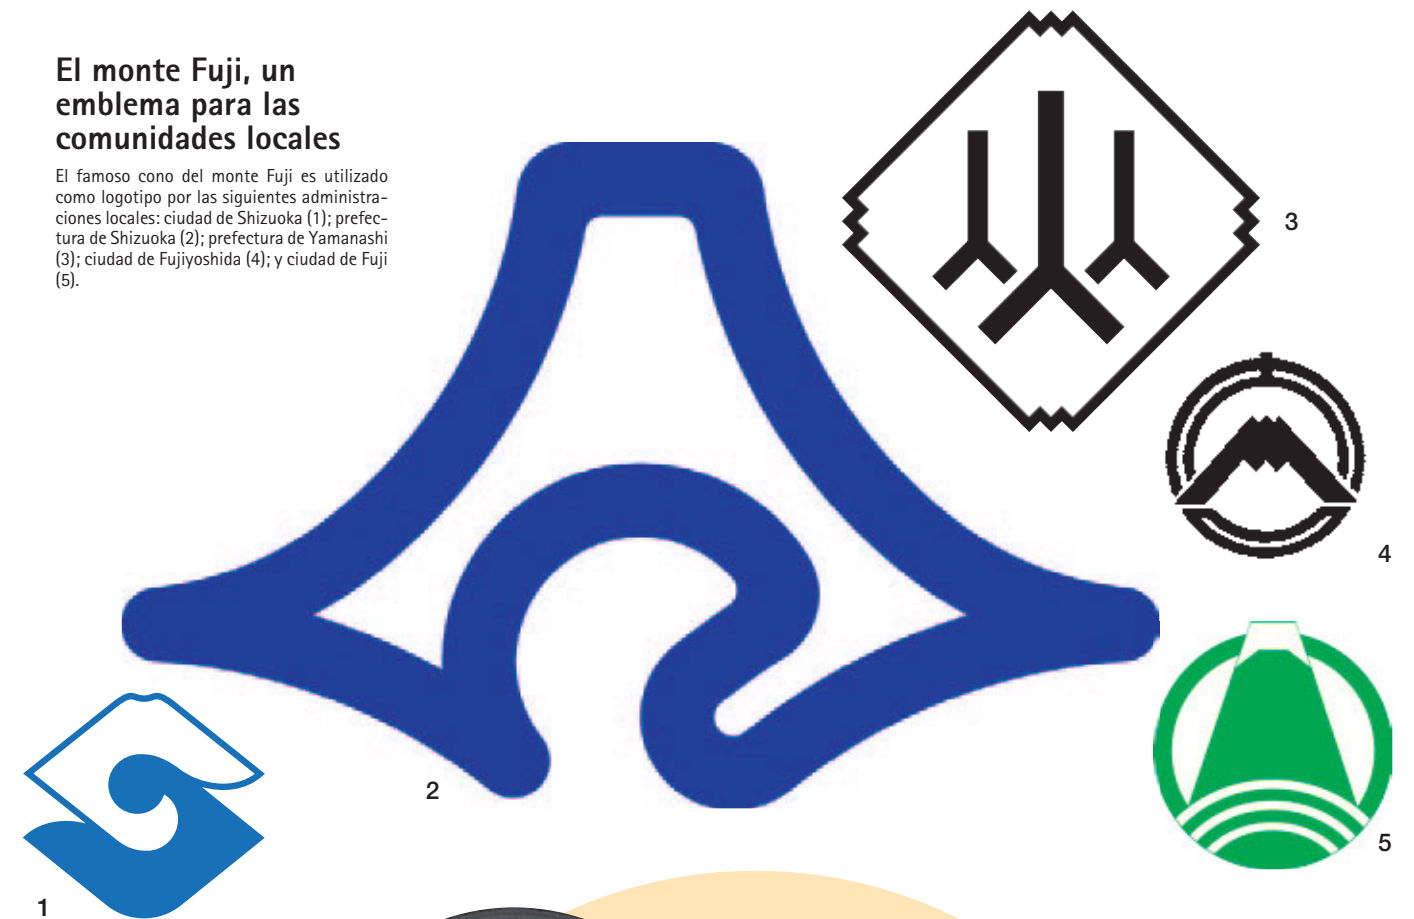 El monte Fuji, un
emblema para las
comunidades locales
El famoso cono del monte Fuji es utilizado
como logotipo por las siguientes administra-
ciones locales: ciudad de Shizuoka (1); prefec-
tura de Shizuoka (2); prefectura de Yamanashi
(3); ciudad de Fujiyoshida (4); y ciudad de Fuji
(5).
3
4
2
5
1